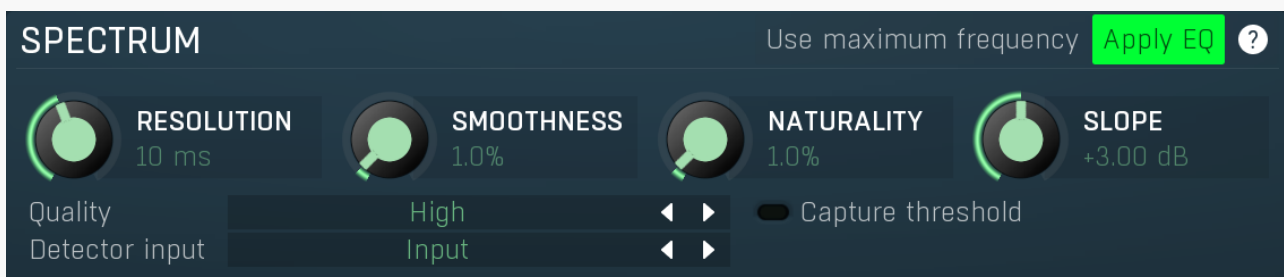 SPECTRUM Use maximum frequency Apply EQ ?
RESOLUTION SMOOTHNESS NATURALITY SLOPE
10 ms 1.0% 1.0% +3.00 dB
Quality High Capture threshold
Detector input Input